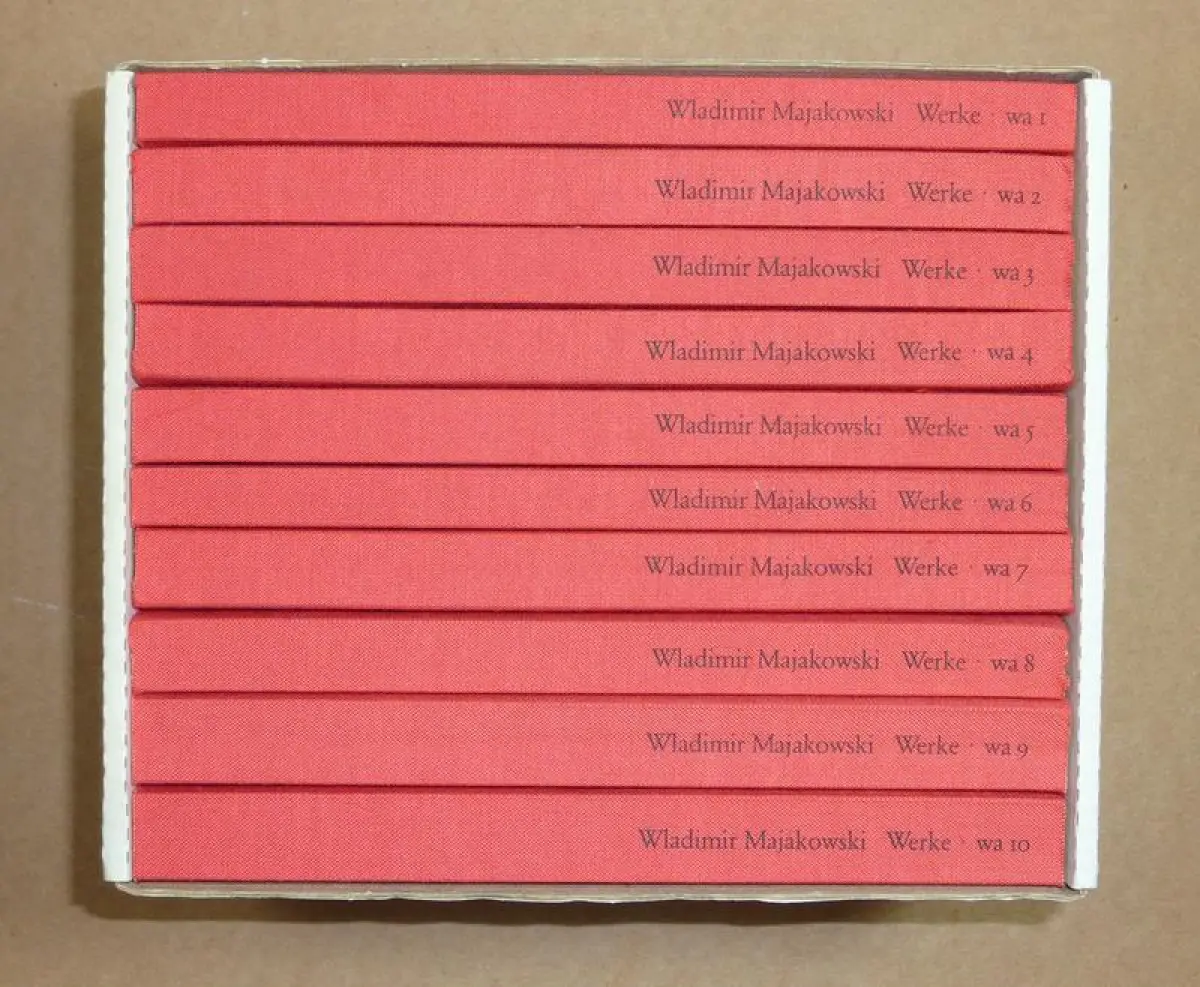 Wladimir Majakowski Werke · wa 1
Wladimir Majakowski Werke · wa 2
Wladimir Majakowski Werke · wa 3
Wladimir Majakowski Werke · wa 4
Wladimir Majakowski Werke · wa 5
Wladimir Majakowski Werke · wa 6
Wladimir Majakowski Werke · wa 7
Wladimir Majakowski Werke · wa 8
Wladimir Majakowski Werke · wa 9
Wladimir Majakowski Werke · wa 10